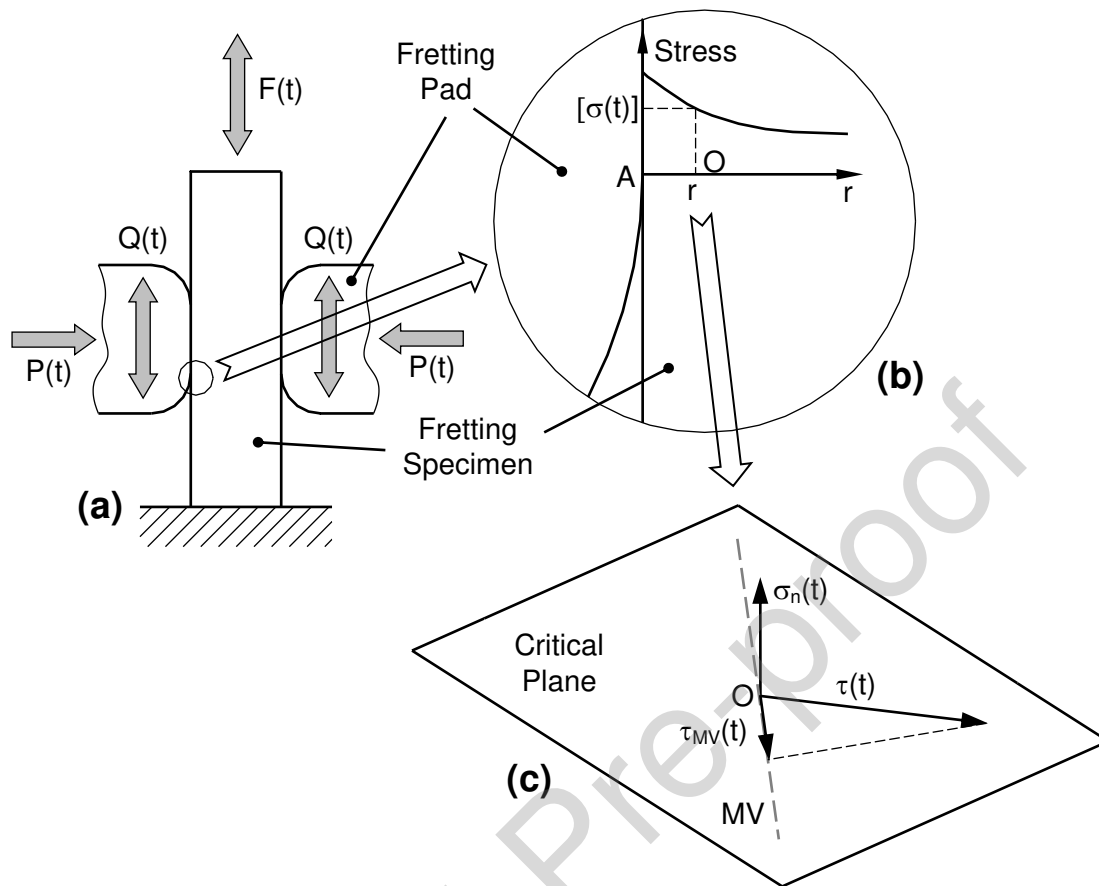 F(t)
Fretting
Pad
Stress
[σ(t)]
A
O
r
r
Q(t)
Q(t)
P(t)
P(t)
(b)
Fretting
Specimen
(a)
σn(t)
Critical
Plane
O
τ(t)
τMV(t)
(c)
MV
Pre-proof